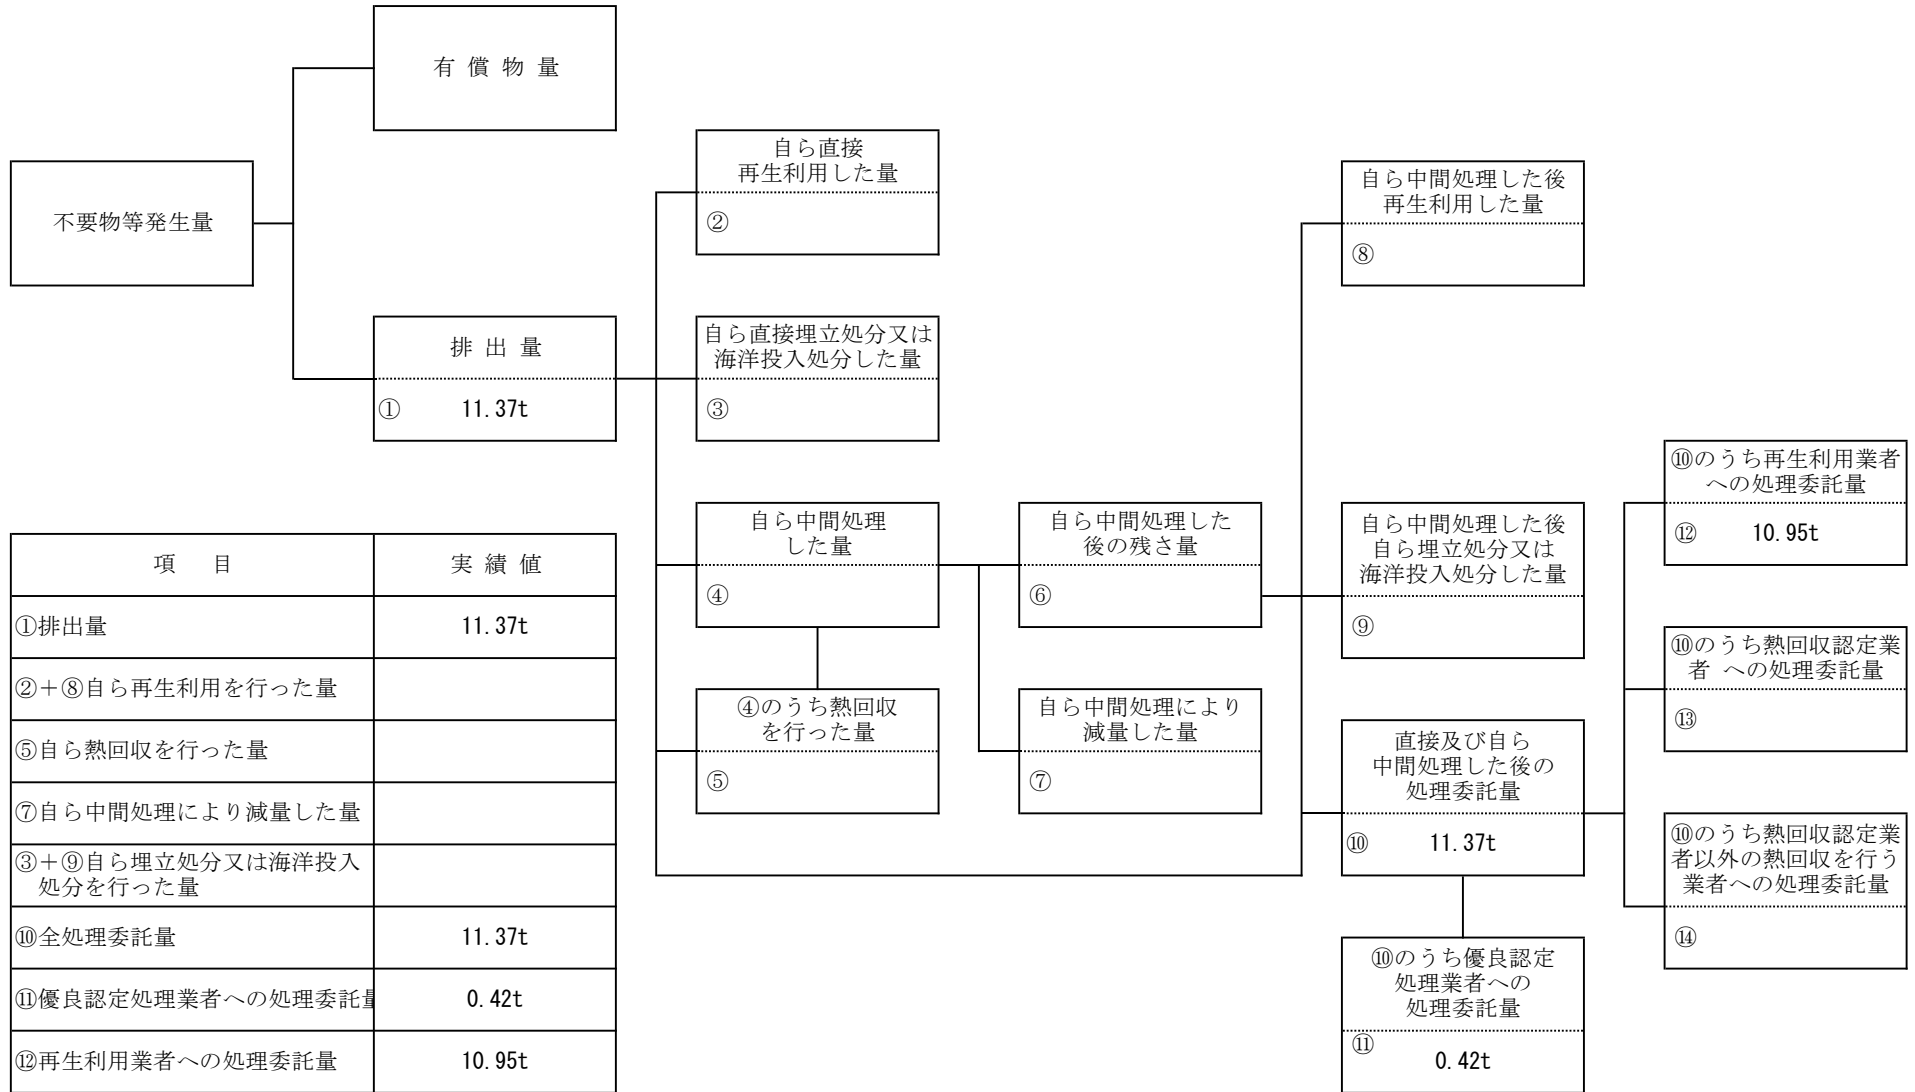 有 償 物 量
不要物等発生量
排 出 量
① 11.37t
自ら直接
再生利用した量
②
自ら直接埋立処分又は
海洋投入処分した量
③
自ら中間処理
した量
④
④のうち熱回収
を行った量
⑤
自ら中間処理した
後の残さ量
⑥
自ら中間処理により
減量した量
⑦
自ら中間処理した後
再生利用した量
⑧
自ら中間処理した後
自ら埋立処分又は
海洋投入処分した量
⑨
直接及び自ら
中間処理した後の
処理委託量
⑩ 11.37t
⑩のうち優良認定
処理業者への
処理委託量
⑪ 0.42t
⑩のうち再生利用業者
への処理委託量
⑫ 10.95t
⑩のうち熱回収認定業
者 への処理委託量
⑬
⑩のうち熱回収認定業
者以外の熱回収を行う
業者への処理委託量
⑭
項 目 実 績 値
①排出量 11.37t
②＋⑧自ら再生利用を行った量
⑤自ら熱回収を行った量
⑦自ら中間処理により減量した量
③＋⑨自ら埋立処分又は海洋投入
処分を行った量
⑩全処理委託量 11.37t
⑪優良認定処理業者への処理委託量 0.42t
⑫再生利用業者への処理委託量 10.95t